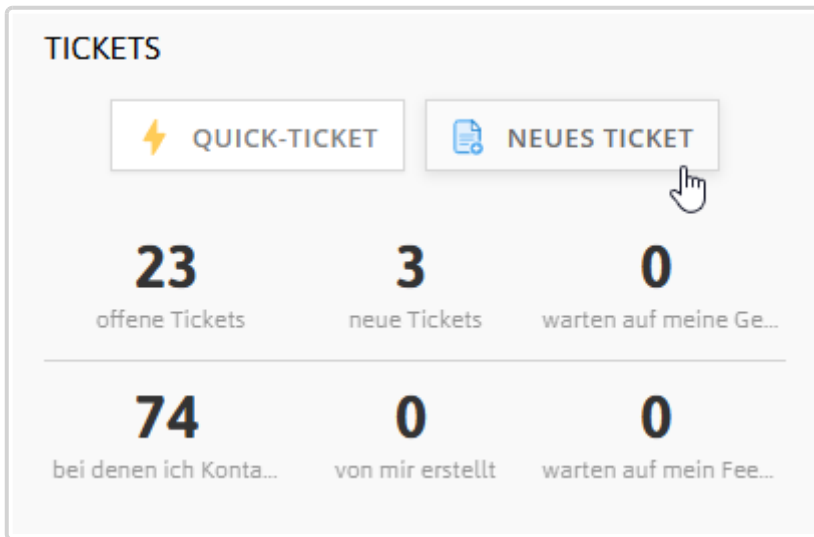 TICKETS
QUICK-TICKET NEUES TICKET
23 3 0
offene Tickets neue Tickets warten auf meine Ge...
74 0 0
bei denen ich Konta... von mir erstellt warten auf mein Fee...